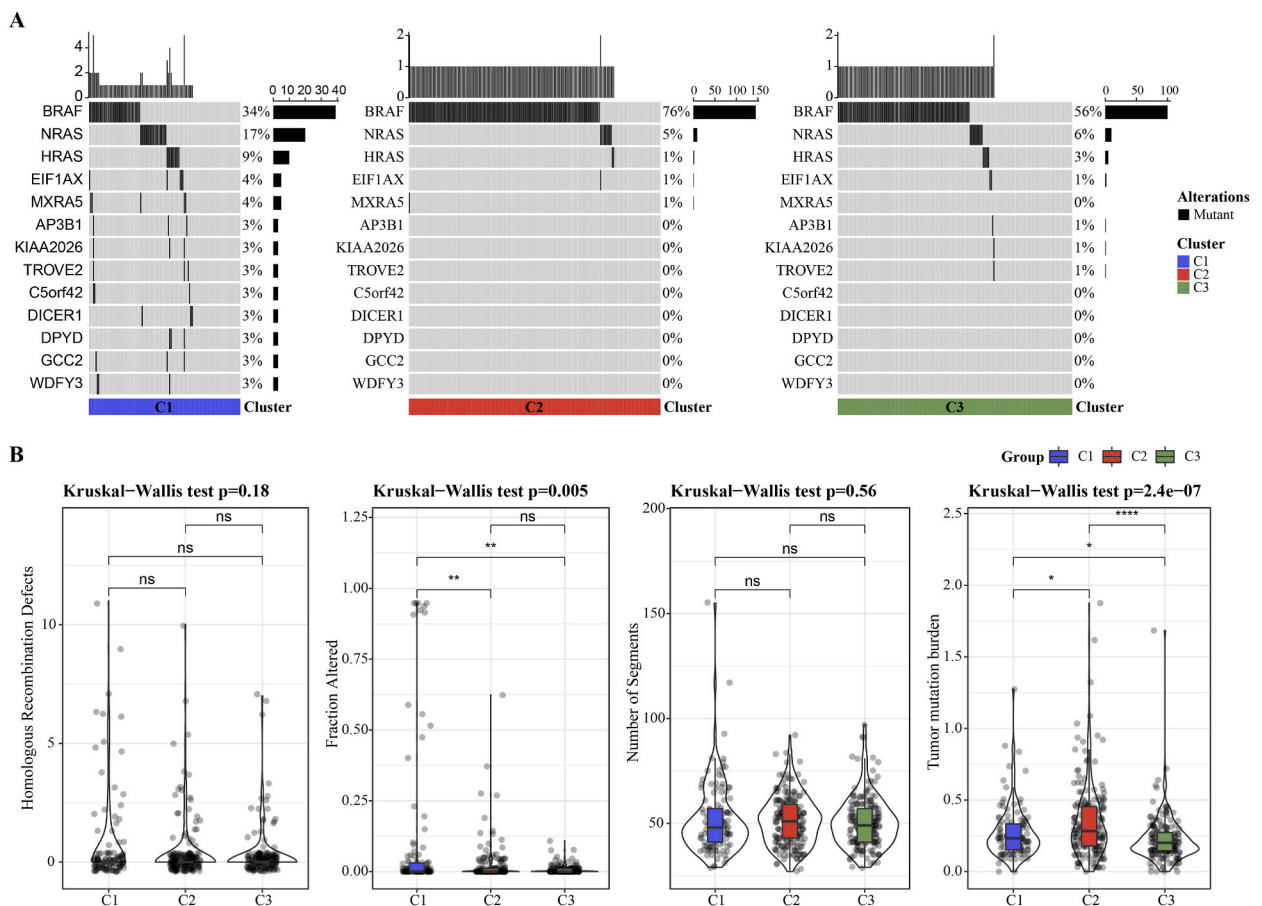 A
4
2
0
0 10 20 30 40
BRAF 34%
NRAS 17%
HRAS 9%
EIF1AX 4%
MXRA5 4%
AP3B1 3%
KIAA2026 3%
TROVE2 3%
C5orf42 3%
DICER1 3%
DPYD 3%
GCC2 3%
WDFY3 3%
C1 Cluster
2
1
0
0 50 100 150
BRAF 76%
NRAS 5%
HRAS 1%
EIF1AX 1%
MXRA5 1%
AP3B1 0%
KIAA2026 0%
TROVE2 0%
C5orf42 0%
DICER1 0%
DPYD 0%
GCC2 0%
WDFY3 0%
C2 Cluster
2
1
0
0 50 100
BRAF 56%
NRAS 6%
HRAS 3%
EIF1AX 1%
MXRA5 0%
AP3B1 1%
KIAA2026 1%
TROVE2 1%
C5orf42 0%
DICER1 0%
DPYD 0%
GCC2 0%
WDFY3 0%
C3 Cluster
Alterations
Mutant
Cluster
C1
C2
C3
B
Group C1 C2 C3
Kruskal−Wallis test p=0.18
Homologous Recombination Defects
10
5
0
ns
ns
ns
C1 C2 C3
Kruskal−Wallis test p=0.005
Fraction Altered
1.25
1.00
0.75
0.50
0.25
0.00
ns
**
**
C1 C2 C3
Kruskal−Wallis test p=0.56
Number of Segments
200
150
100
50
ns
ns
ns
C1 C2 C3
Kruskal−Wallis test p=2.4e−07
Tumor mutation burden
2.5
2.0
1.5
1.0
0.5
0.0
****
*
*
C1 C2 C3